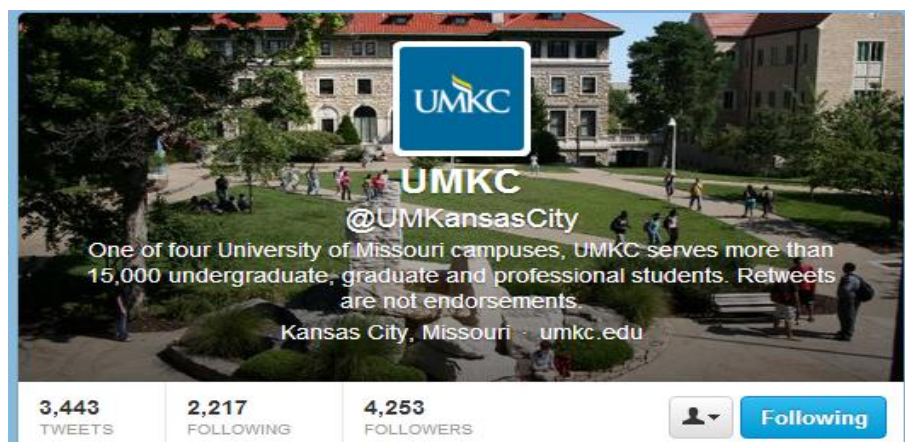 UMKC
UMKC
@UMKansasCity
One of four University of Missouri campuses, UMKC serves more than
15,000 undergraduate, graduate and professional students. Retweets
are not endorsements.
Kansas City, Missouri · umkc.edu
3,443 2,217 4,253
TWEETS FOLLOWING FOLLOWERS
Following